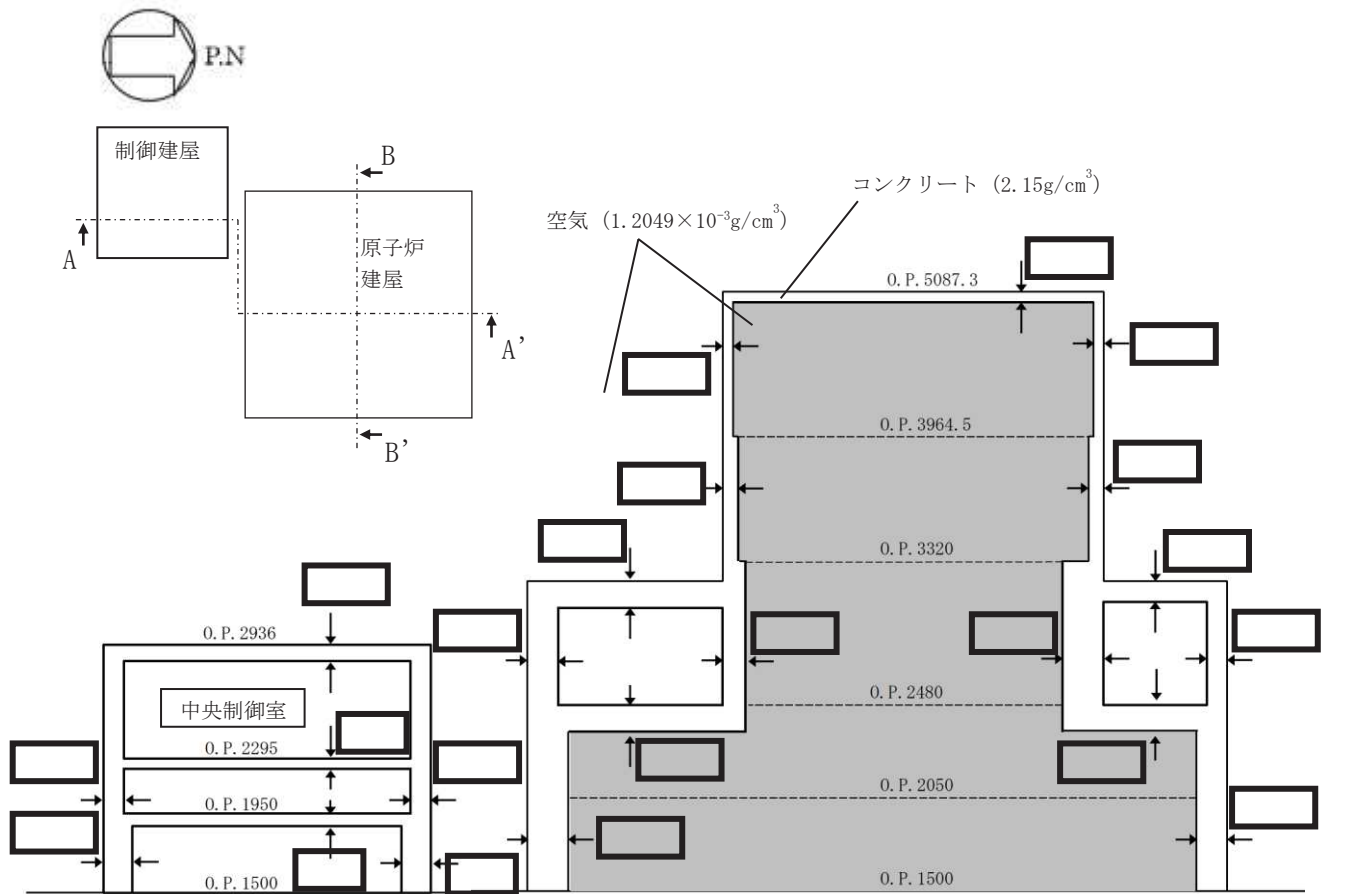 P.N
制御建屋
B
コンクリート (2.15g/cm³)
空気 (1.2049×10⁻³g/cm³)
A
原子炉
建屋
O.P.5087.3
A’
O.P.3964.5
B’
O.P.3320
O.P.2936
O.P.2480
中央制御室
O.P.2295
O.P.2050
O.P.1950
O.P.1500
O.P.1500